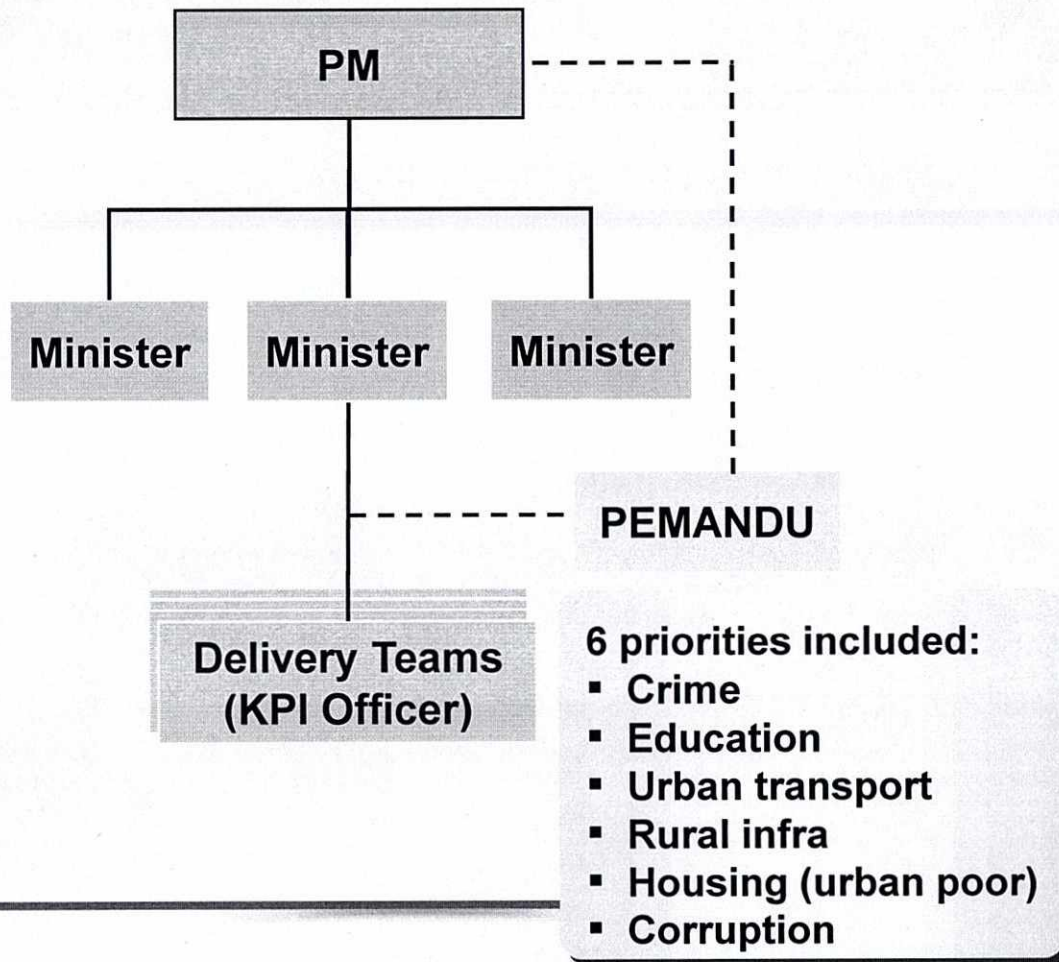 PM
Minister
Minister
Minister
PEMANDU
Delivery Teams
(KPI Officer)
6 priorities included:
▪ Crime
▪ Education
▪ Urban transport
▪ Rural infra
▪ Housing (urban poor)
▪ Corruption